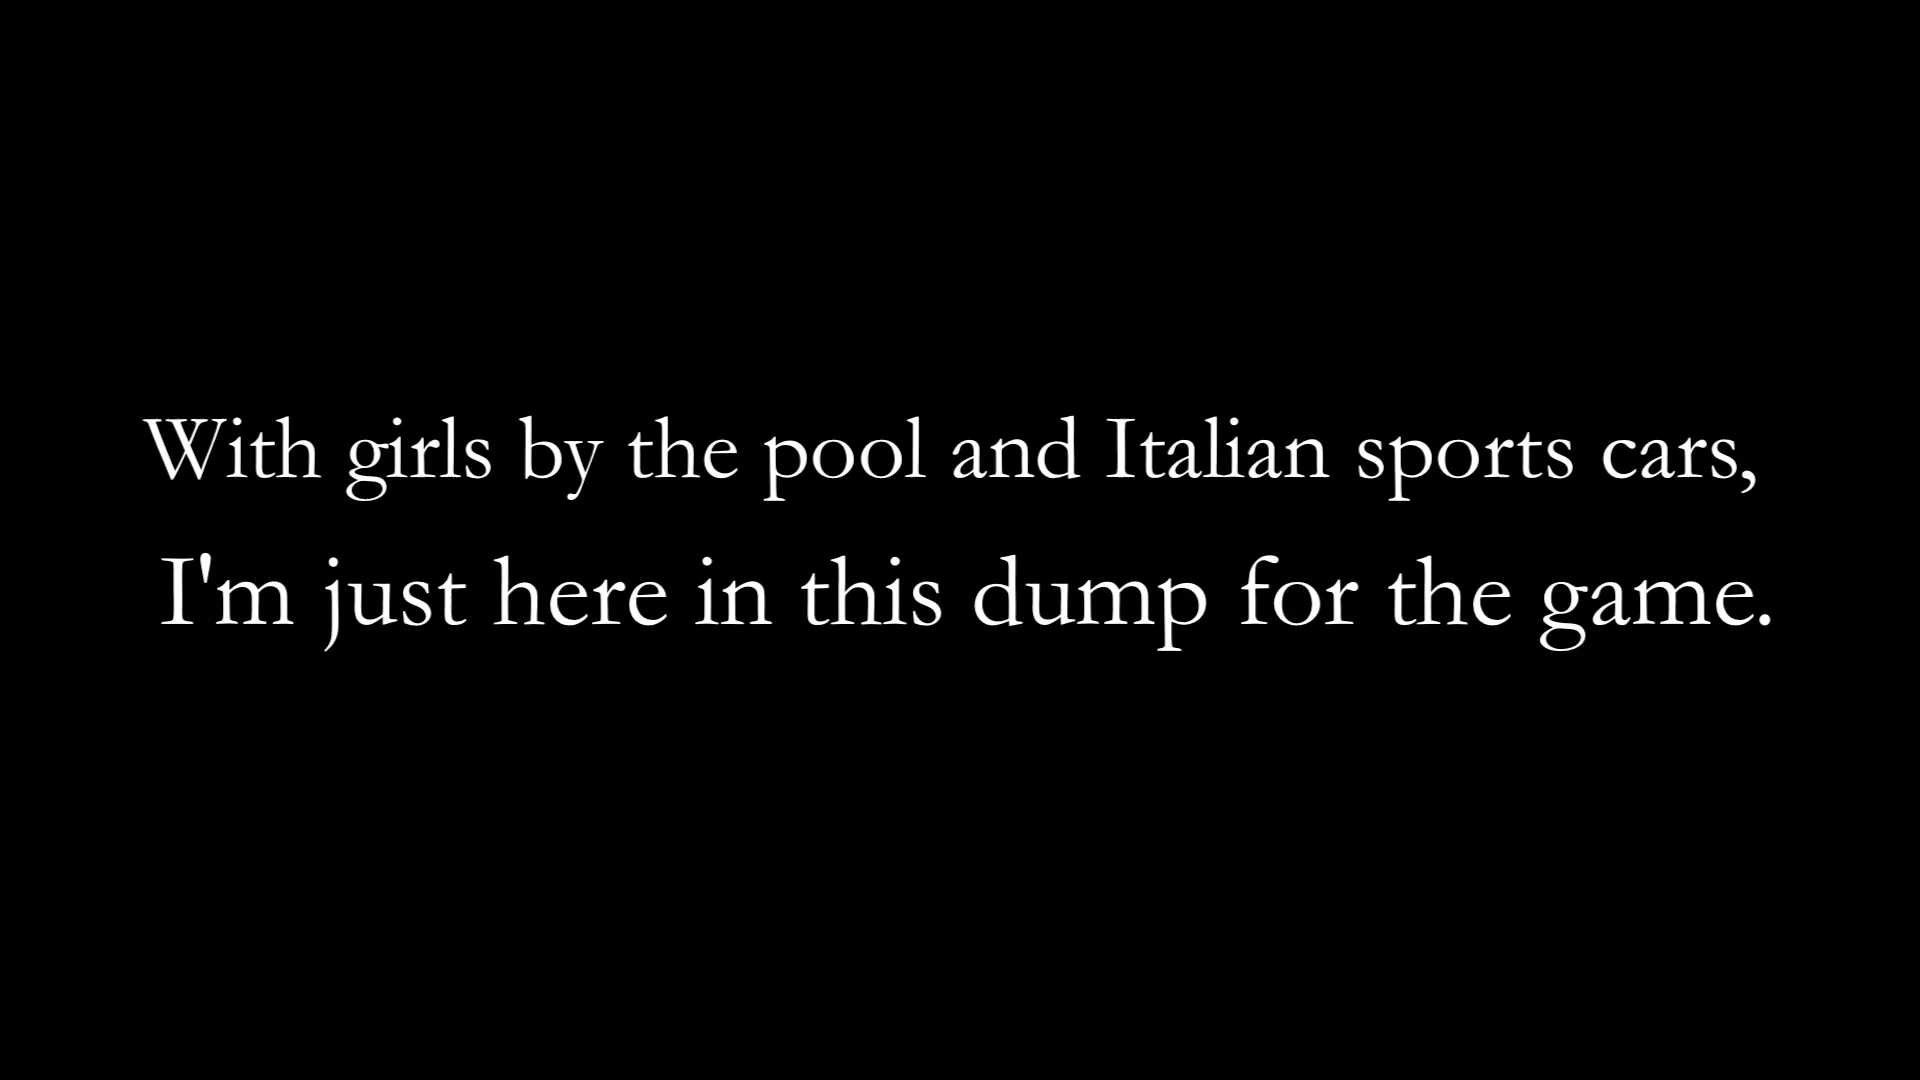 With girls by the pool and Italian sports cars,
I'm just here in this dump for the game.